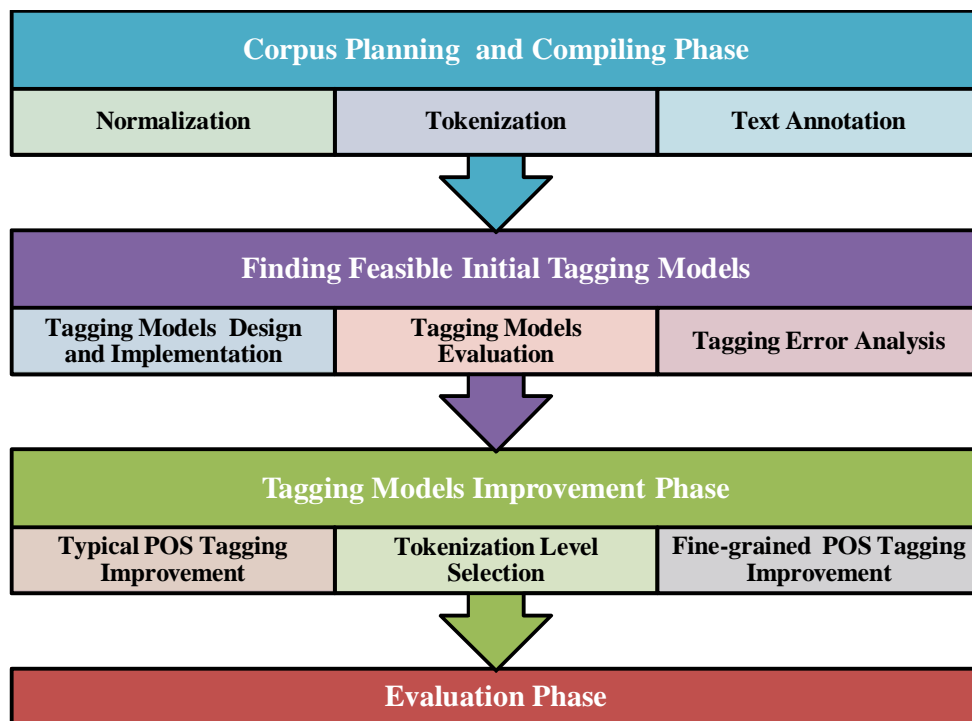 Corpus Planning and Compiling Phase
Normalization
Tokenization
Text Annotation
Finding Feasible Initial Tagging Models
Tagging Models Design
and Implementation
Tagging Models
Evaluation
Tagging Error Analysis
Tagging Models Improvement Phase
Typical POS Tagging
Improvement
Tokenization Level
Selection
Fine-grained POS Tagging
Improvement
Evaluation Phase